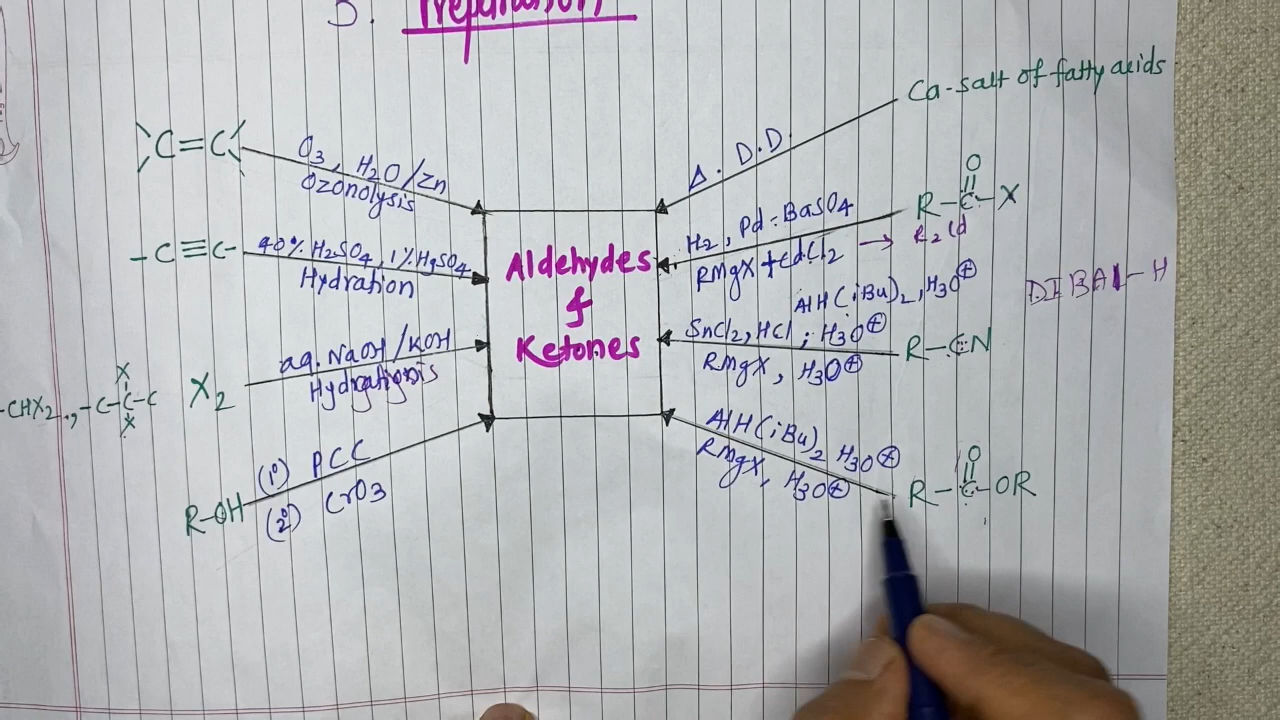 5. Preparation
Ca-salt of fatty acids
Δ. D.D.
>C=C<
O3, H2O/Zn
Ozonolysis
O
R-C-X
H2, Pd-BaSO4
RMgX + CdCl2 → R2Cd
-C≡C-
40% H2SO4, 1% HgSO4
Hydration
Aldehydes
&
Ketones
AlH(iBu)2, H3O⊕
DIBAL-H
SnCl2, HCl ; H3O⊕
RMgX, H3O⊕
R-CN
aq. NaOH/KOH
X
-CHX2, -C-C-C
X
X2
AlH(iBu)2 H3O⊕
RMgX, H3O⊕
O
R-C-OR
R-OH
(1°) PCC
(2°) CrO3